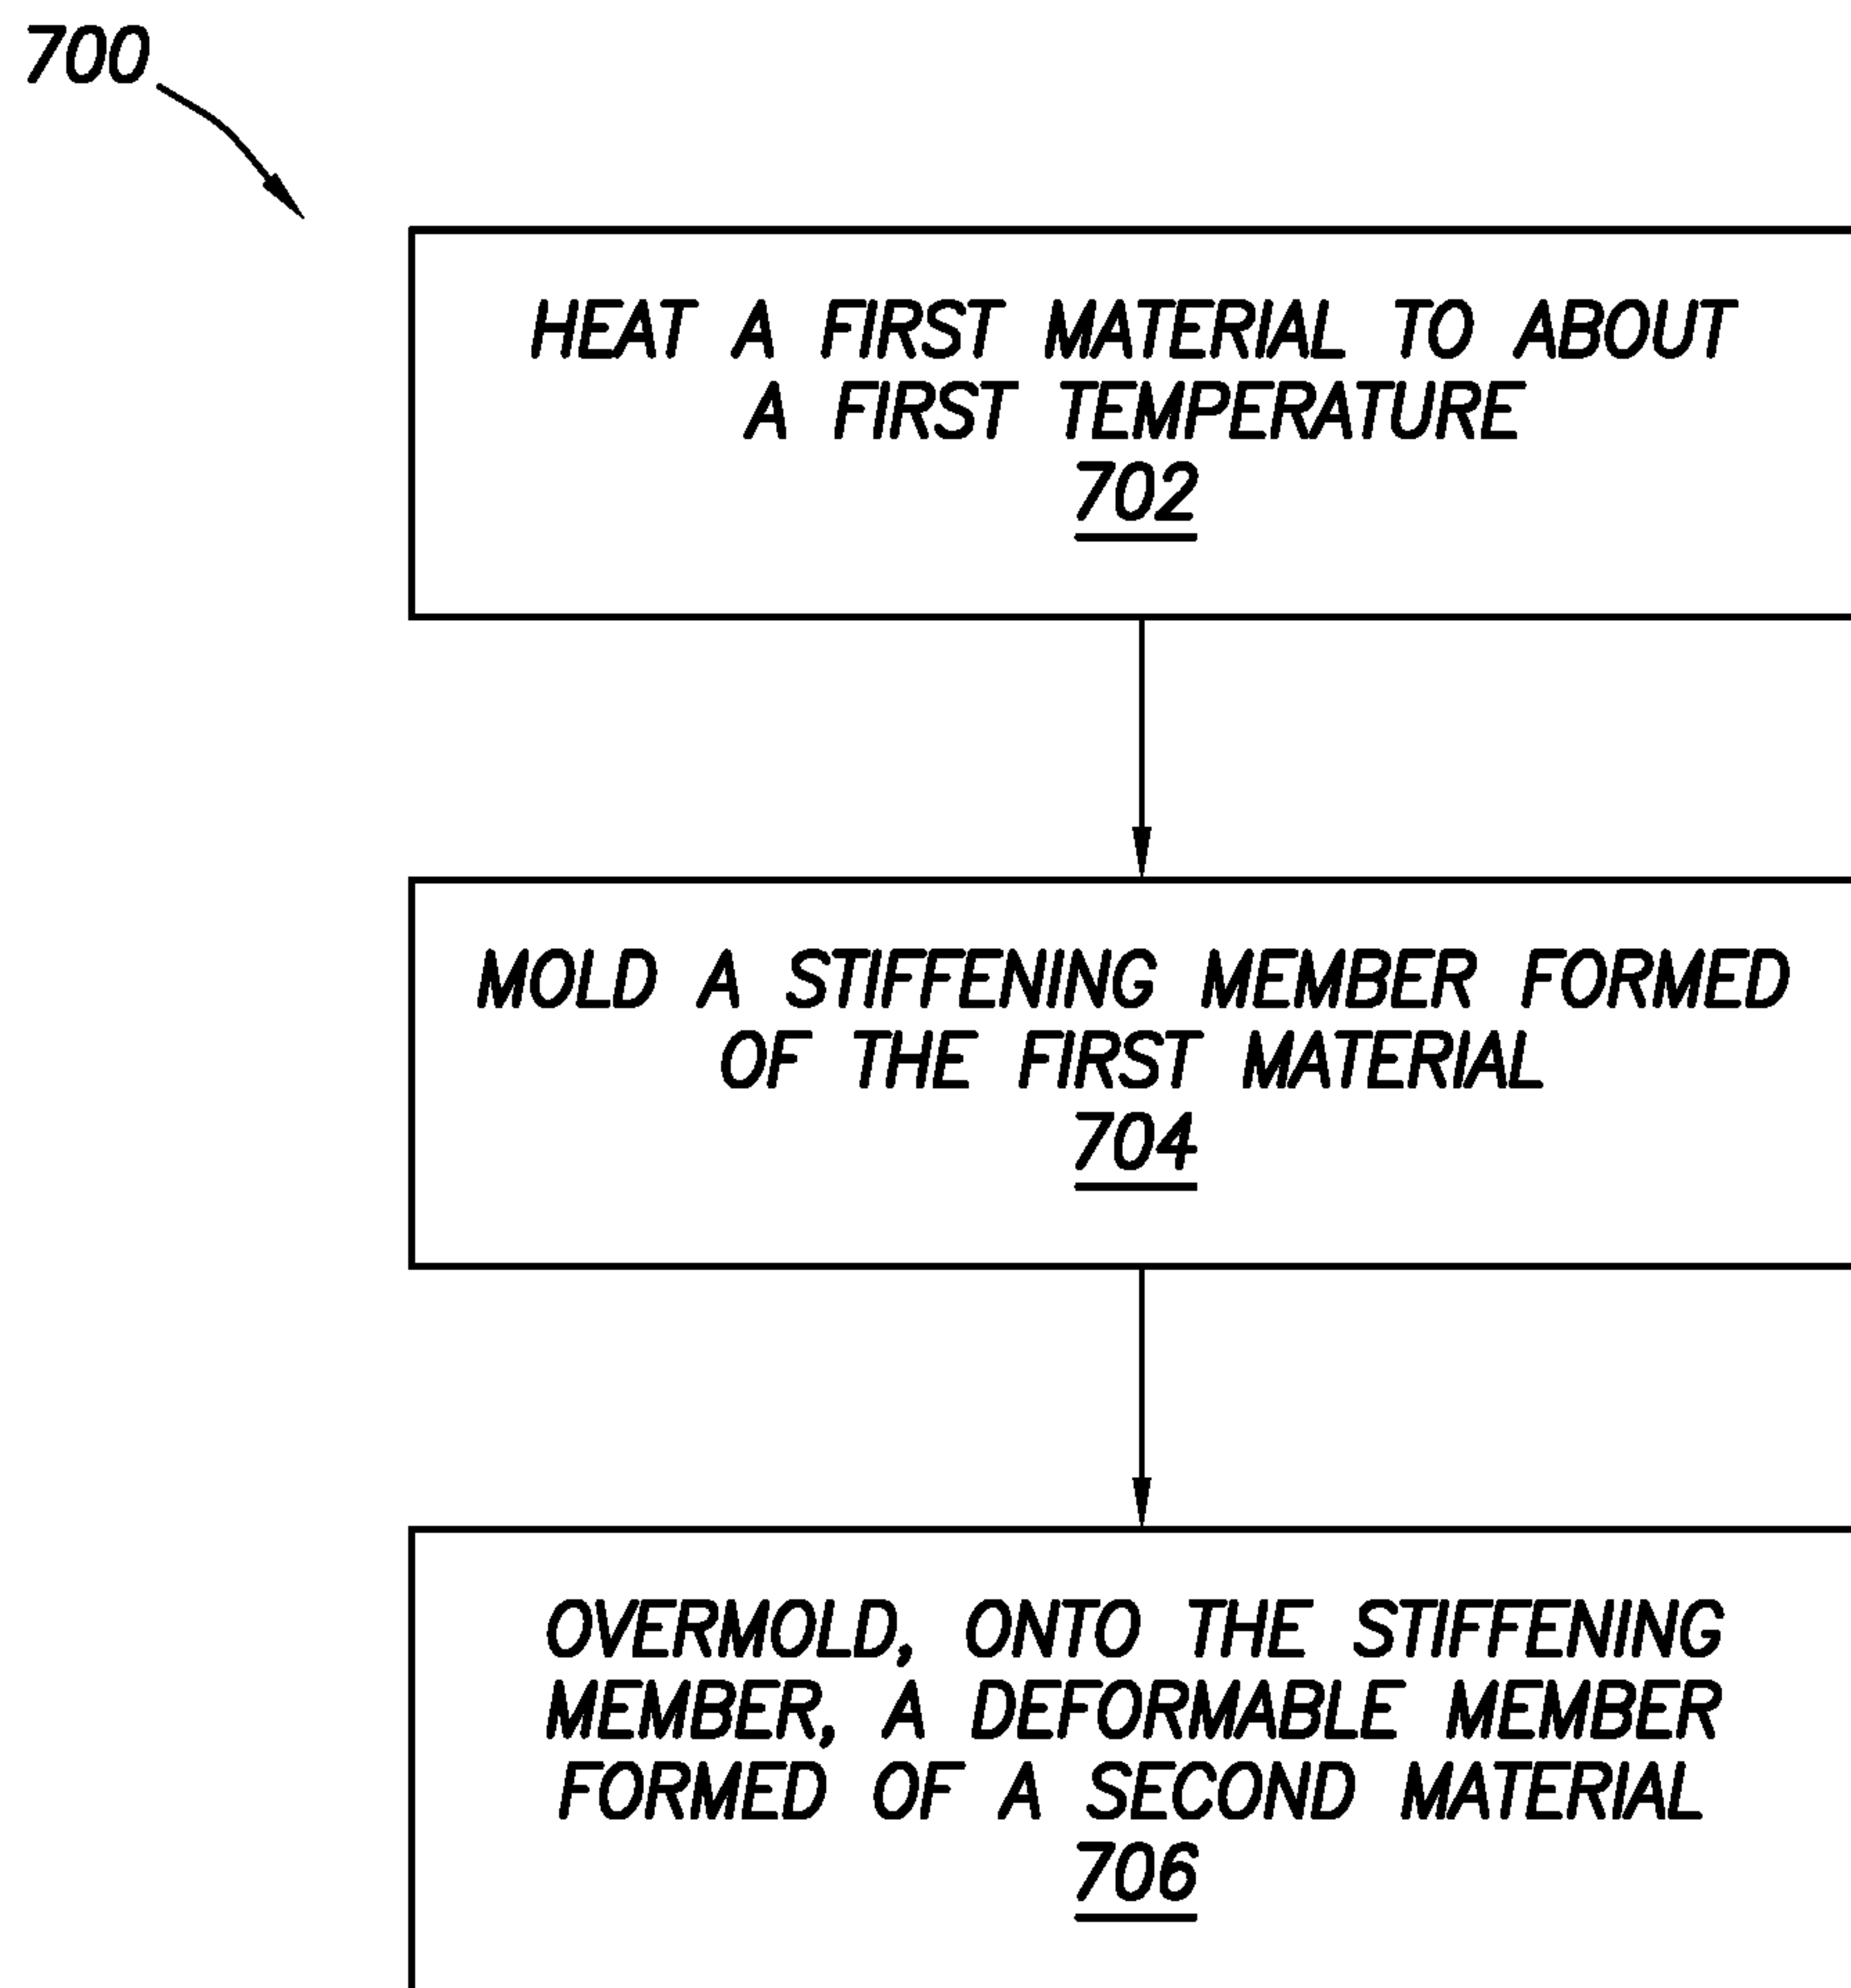 700
HEAT A FIRST MATERIAL TO ABOUT
A FIRST TEMPERATURE
702
MOLD A STIFFENING MEMBER FORMED
OF THE FIRST MATERIAL
704
OVERMOLD, ONTO THE STIFFENING
MEMBER, A DEFORMABLE MEMBER
FORMED OF A SECOND MATERIAL
706